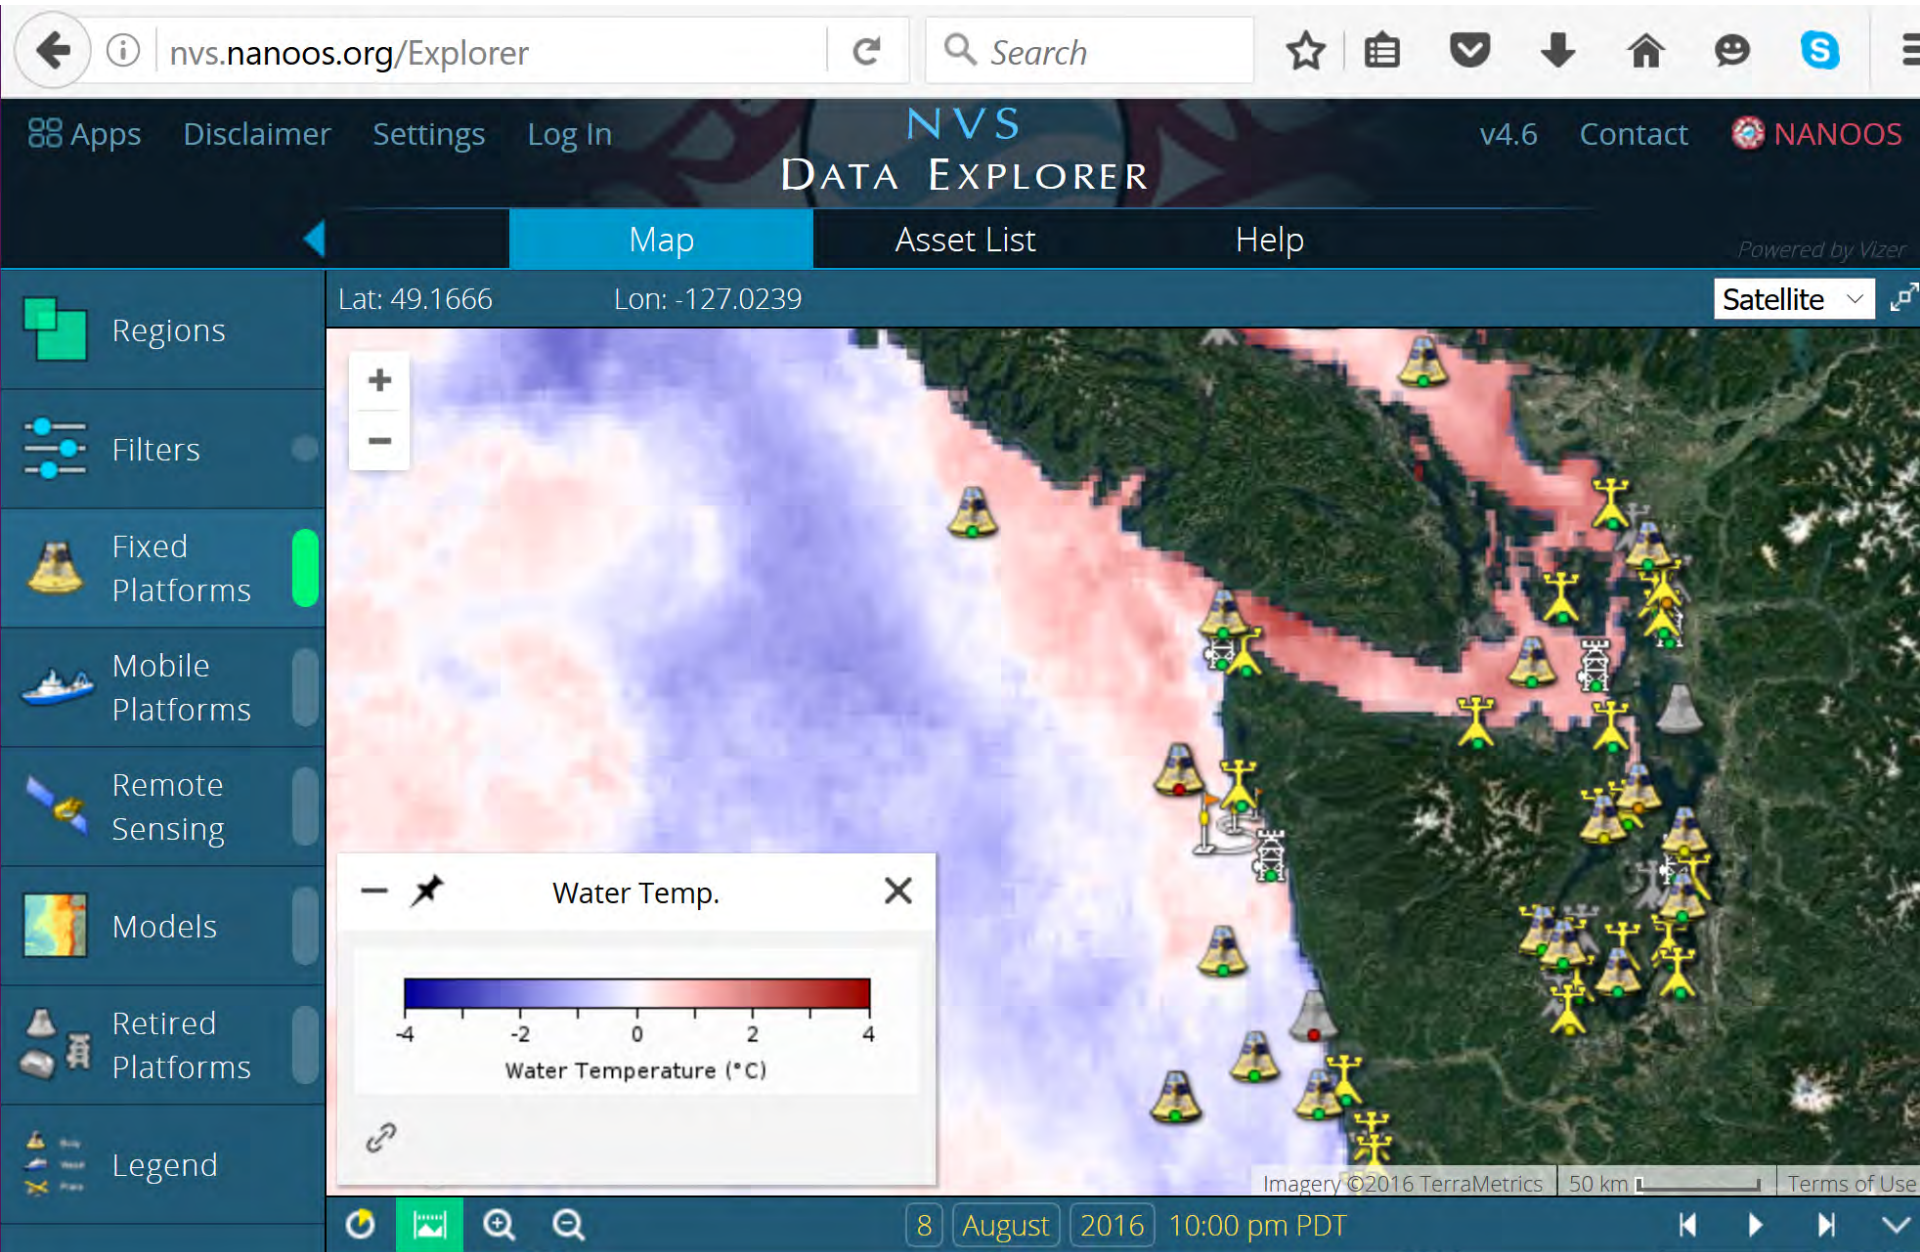 nvs.nanoos.org/Explorer
Search
Apps Disclaimer Settings Log In
NVS
DATA EXPLORER
v4.6 Contact NANOOS
Map Asset List Help
Powered by Vizer
Lat: 49.1666 Lon: -127.0239
Satellite
Regions
Filters
Fixed
Platforms
Mobile
Platforms
Remote
Sensing
Models
Retired
Platforms
Legend
+
−
Water Temp.
-4 -2 0 2 4
Water Temperature (°C)
Imagery ©2016 TerraMetrics 50 km Terms of Use
8 August 2016 10:00 pm PDT